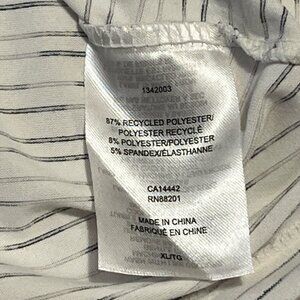 1342003
87% RECYCLED POLYESTER/
POLYESTER RECYCLÉ
8% POLYESTER/POLYESTER
5% SPANDEX/ÉLASTHANNE
CA14442
RN88201
MADE IN CHINA
FABRIQUÉ EN CHINE
XL/TG